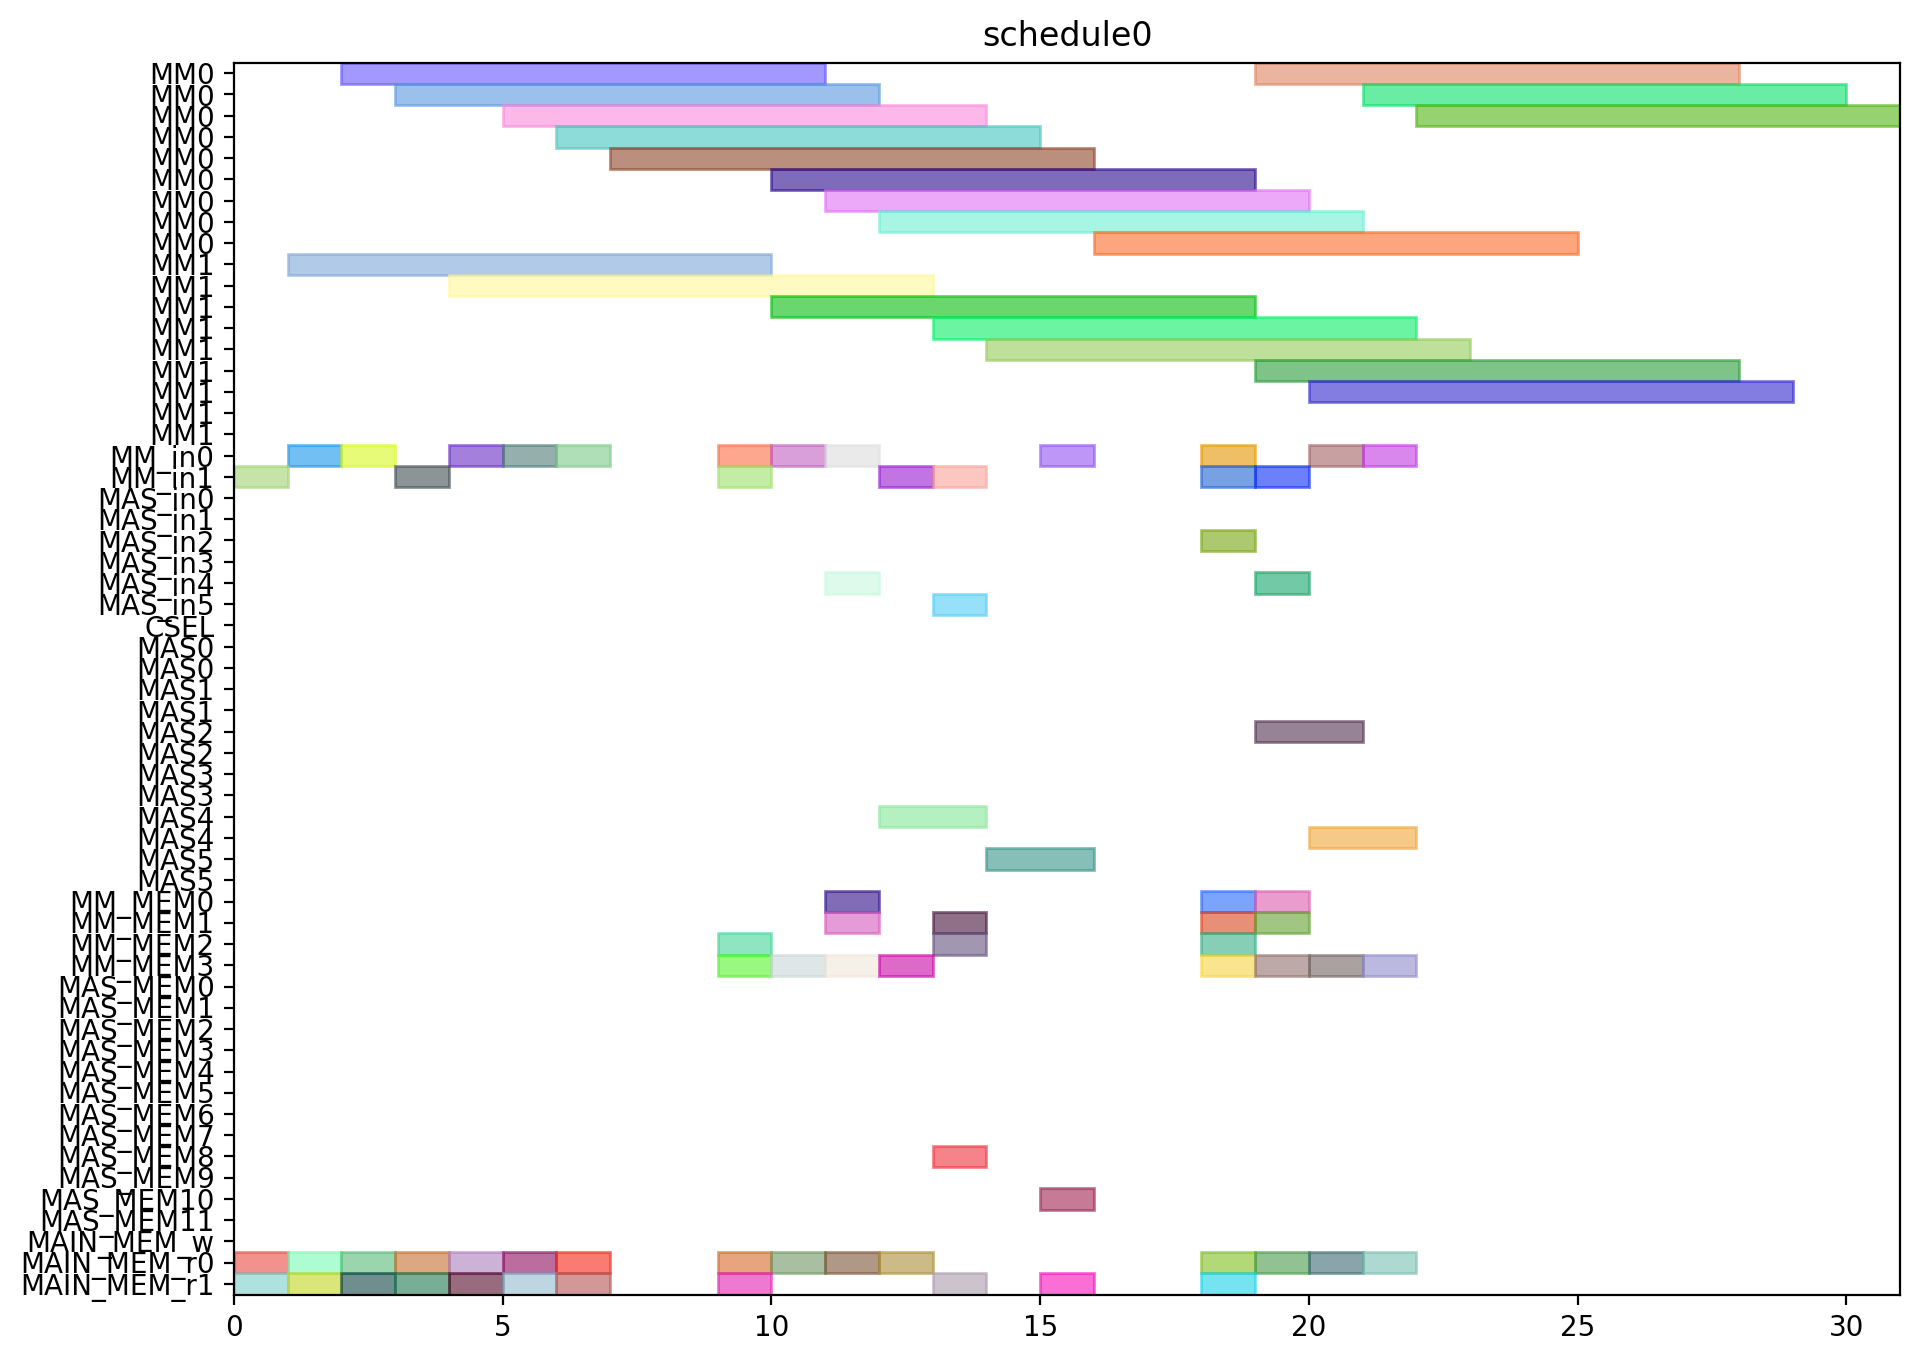 schedule0
MM0
MM0
MM0
MM0
MM0
MM0
MM0
MM0
MM0
MM1
MM1
MM1
MM1
MM1
MM1
MM1
MM1
MM1
MM_in0
MM_in1
MAS_in0
MAS_in1
MAS_in2
MAS_in3
MAS_in4
MAS_in5
CSEL
MAS0
MAS0
MAS1
MAS1
MAS2
MAS2
MAS3
MAS3
MAS4
MAS4
MAS5
MAS5
MM_MEM0
MM_MEM1
MM_MEM2
MM_MEM3
MAS_MEM0
MAS_MEM1
MAS_MEM2
MAS_MEM3
MAS_MEM4
MAS_MEM5
MAS_MEM6
MAS_MEM7
MAS_MEM8
MAS_MEM9
MAS_MEM10
MAS_MEM11
MAIN_MEM_w
MAIN_MEM_r0
MAIN_MEM_r1
0 5 10 15 20 25 30